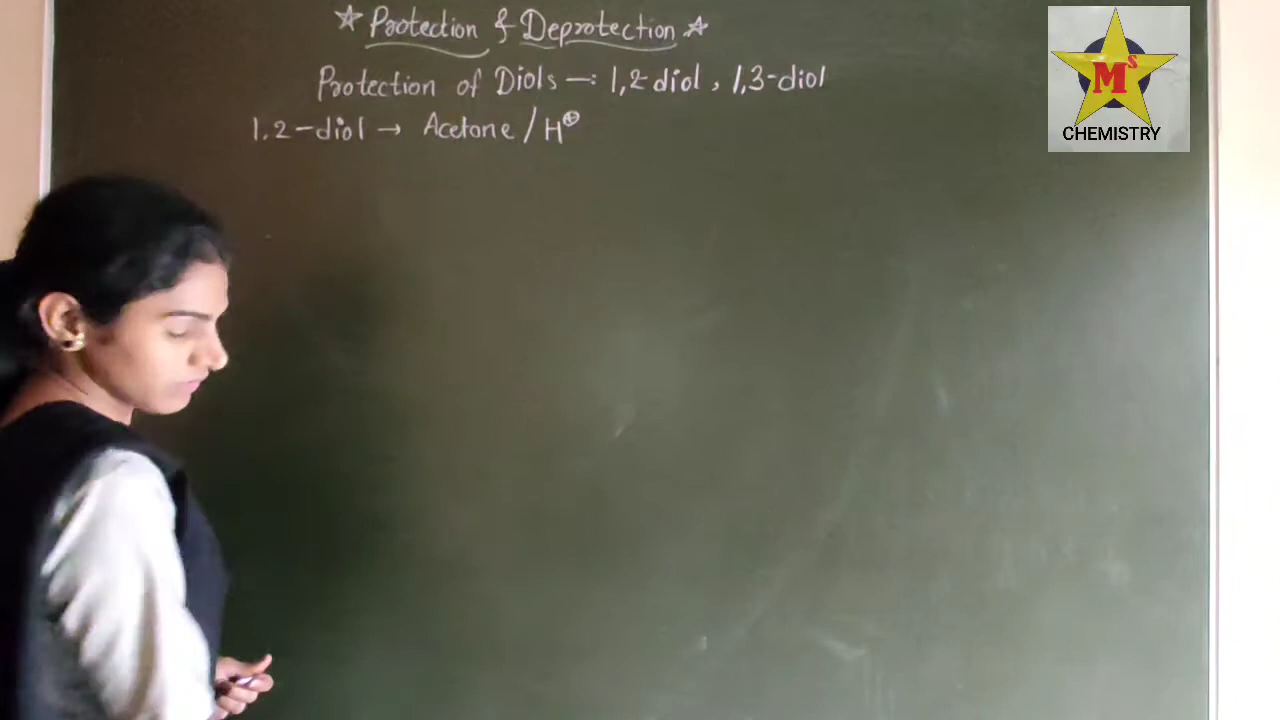 ☆ Protection & Deprotection ☆
Protection of Diols —: 1,2 diol, 1,3-diol
1,2-diol → Acetone / H⊕
M^s
CHEMISTRY